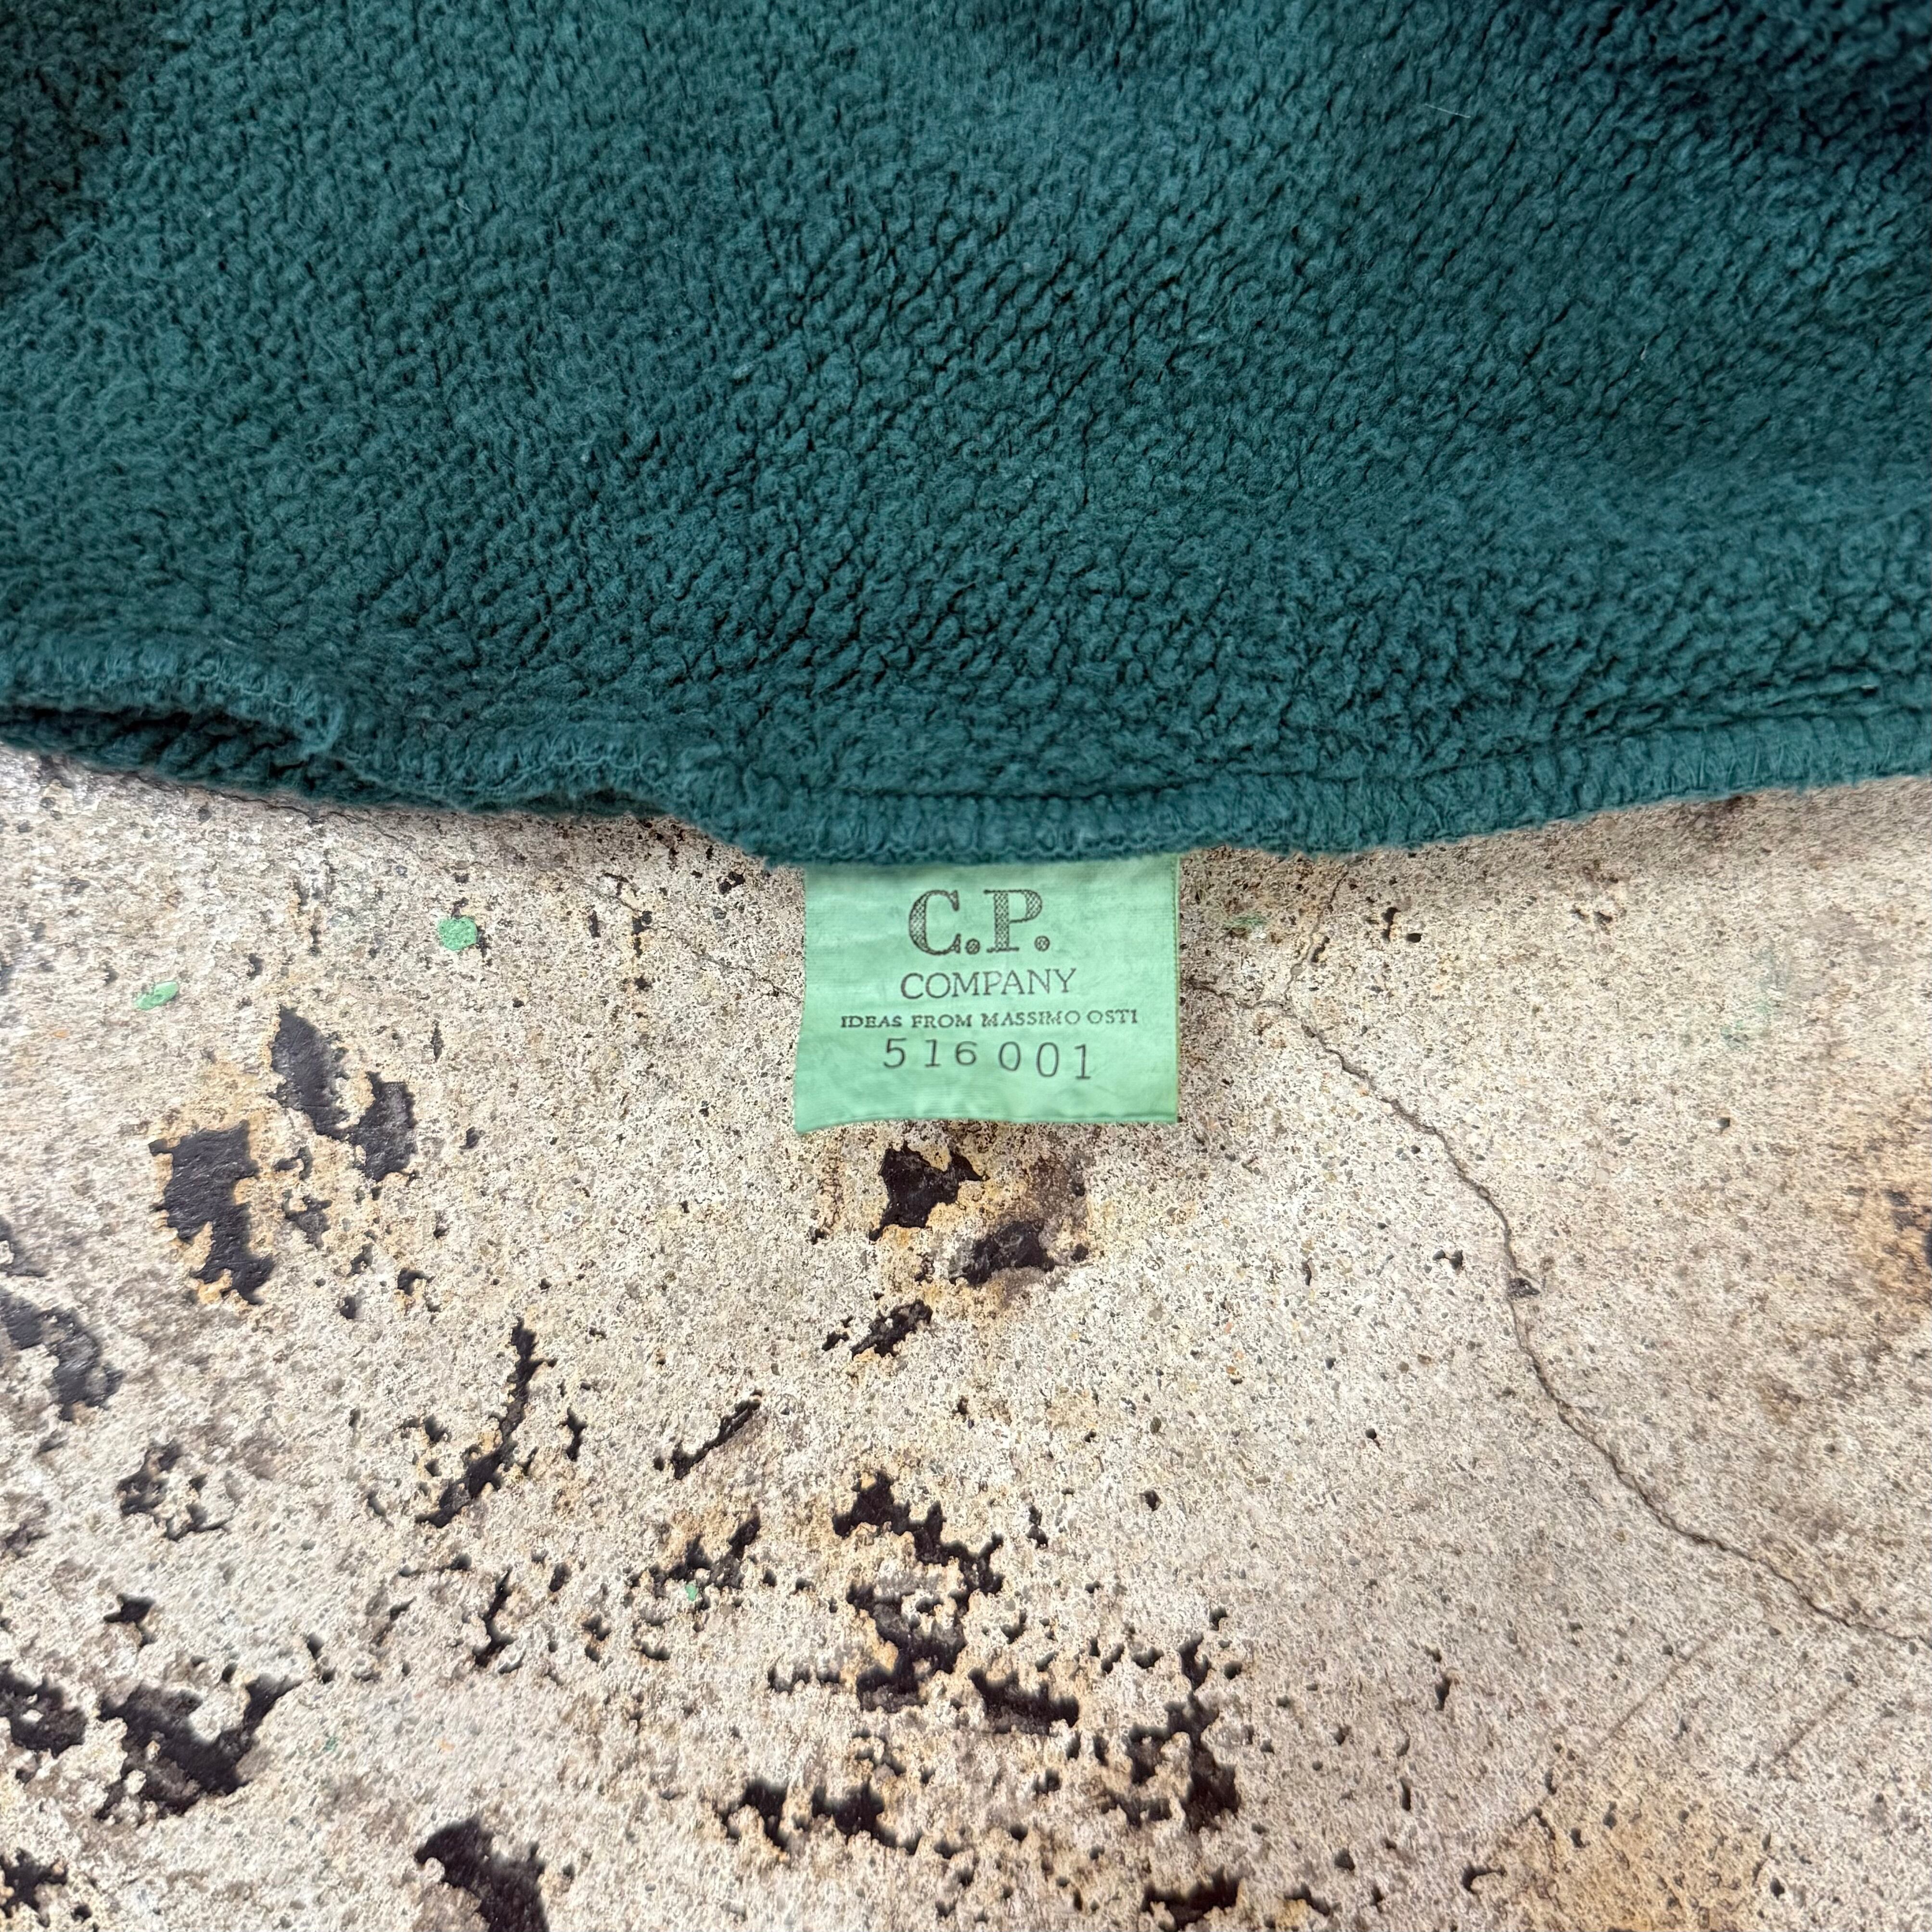 C.P.
COMPANY
IDEAS FROM MASSIMO OSTI
516001